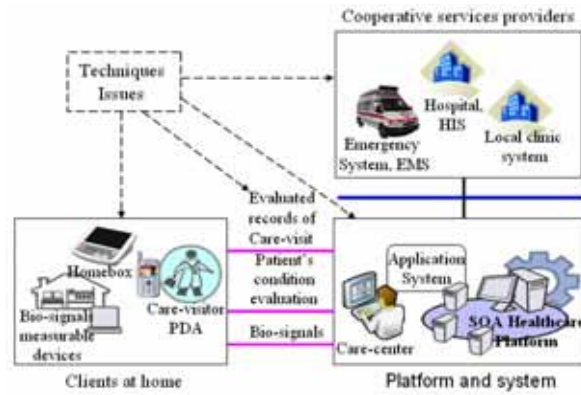 Cooperative services providers
Techniques
Issues
Hospital,
HIS
Emergency
System, EMS
Local clinic
system
Evaluated
records of
Care-visit
Patient's
condition
evaluation
Bio-signals
Homebox
Care-visitor
PDA
Bio-signals
measurable
devices
Clients at home
Application
System
SOA Healthcare
Platform
Care-center
Platform and system